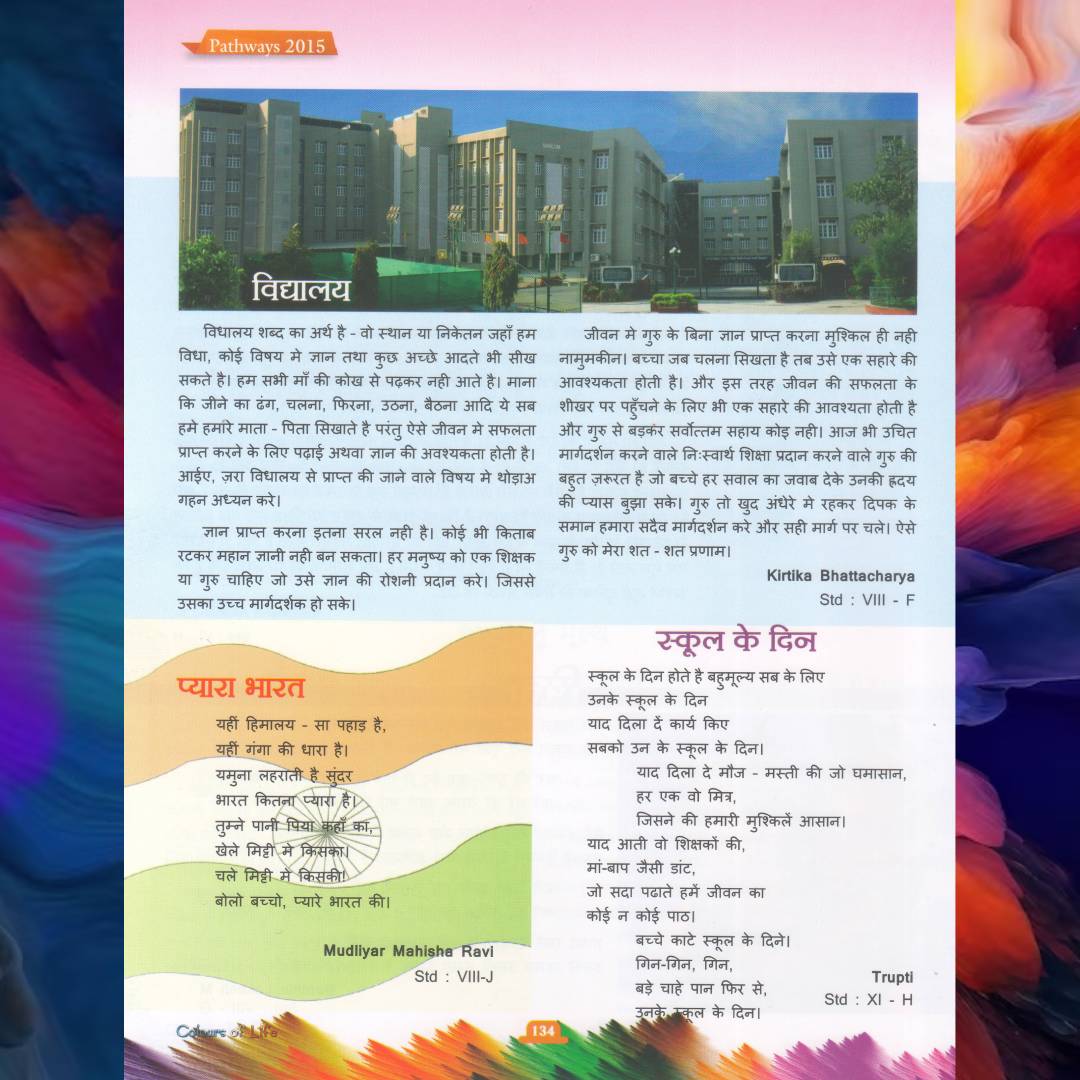 Pathways 2015
विद्यालय
विधालय शब्द का अर्थ है - वो स्थान या निकेतन जहाँ हम
विधा, कोई विषय मे ज्ञान तथा कुछ अच्छे आदते भी सीख
सकते है। हम सभी माँ की कोख से पढ़कर नही आते है। माना
कि जीने का ढंग, चलना, फिरना, उठना, बैठना आदि ये सब
हमे हमारे माता - पिता सिखाते है परंतु ऐसे जीवन मे सफलता
प्राप्त करने के लिए पढ़ाई अथवा ज्ञान की अवश्यकता होती है।
आईए, ज़रा विधालय से प्राप्त की जाने वाले विषय मे थोड़ाअ
गहन अध्यन करे।
ज्ञान प्राप्त करना इतना सरल नही है। कोई भी किताब
रटकर महान ज्ञानी नही बन सकता। हर मनुष्य को एक शिक्षक
या गुरु चाहिए जो उसे ज्ञान की रोशनी प्रदान करे। जिससे
उसका उच्च मार्गदर्शक हो सके।
जीवन मे गुरु के बिना ज्ञान प्राप्त करना मुश्किल ही नही
नामुमकीन। बच्चा जब चलना सिखता है तब उसे एक सहारे की
आवश्यकता होती है। और इस तरह जीवन की सफलता के
शीखर पर पहुँचने के लिए भी एक सहारे की आवश्यता होती है
और गुरु से बड़कर सर्वोत्तम सहाय कोइ नही। आज भी उचित
मार्गदर्शन करने वाले निःस्वार्थ शिक्षा प्रदान करने वाले गुरु की
बहुत ज़रूरत है जो बच्चे हर सवाल का जवाब देके उनकी ह्रदय
की प्यास बुझा सके। गुरु तो खुद अंधेरे मे रहकर दिपक के
समान हमारा सदैव मार्गदर्शन करे और सही मार्ग पर चले। ऐसे
गुरु को मेरा शत - शत प्रणाम।
Kirtika Bhattacharya
Std : VIII - F
प्यारा भारत
यहीं हिमालय - सा पहाड़ है,
यहीं गंगा की धारा है।
यमुना लहराती है सुंदर
भारत कितना प्यारा है।
तुम्ने पानी पिया कहाँ का,
खेले मिट्टी मे किसका।
चले मिट्टी मे किसकी!
बोलो बच्चो, प्यारे भारत की।
Mudliyar Mahisha Ravi
Std : VIII-J
स्कूल के दिन
स्कूल के दिन होते है बहुमूल्य सब के लिए
उनके स्कूल के दिन
याद दिला दें कार्य किए
सबको उन के स्कूल के दिन।
याद दिला दे मौज - मस्ती की जो घमासान,
हर एक वो मित्र,
जिसने की हमारी मुश्किलें आसान।
याद आती वो शिक्षकों की,
मां-बाप जैसी डांट,
जो सदा पढाते हमें जीवन का
कोई न कोई पाठ।
बच्चे काटे स्कूल के दिने।
गिन-गिन, गिन,
बड़े चाहे पान फिर से,
उनके स्कूल के दिन।
Trupti
Std : XI - H
Colours of Life
134